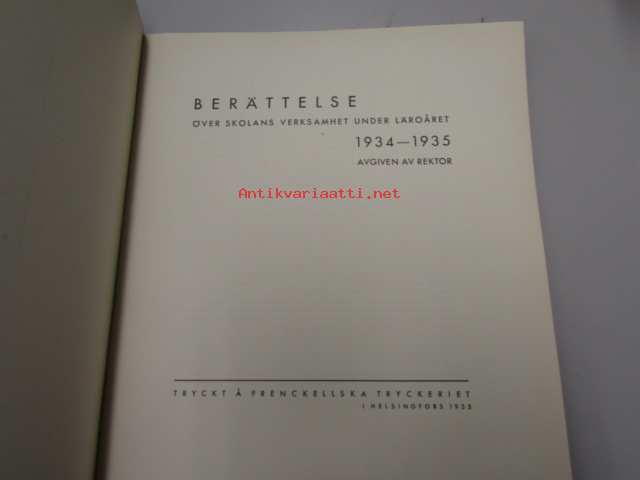 BERÄTTELSE
ÖVER SKOLANS VERKSAMHET UNDER LÄROÅRET
1934—1935
AVGIVEN AV REKTOR
Antikvariaatti.net
TRYCKT Å FRENCKELLSKA TRYCKERIET
I HELSINGFORS 1935